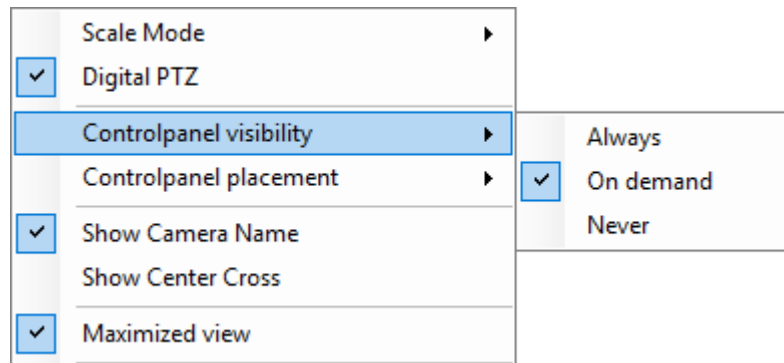 Scale Mode
Digital PTZ
Controlpanel visibility
Controlpanel placement
Show Camera Name
Show Center Cross
Maximized view
Always
On demand
Never